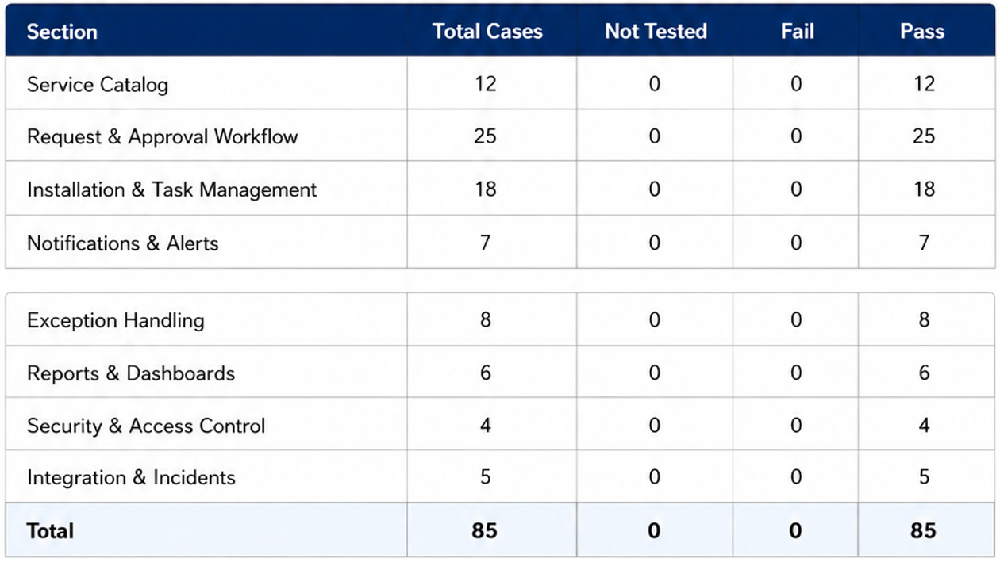 Section Total Cases Not Tested Fail Pass
Service Catalog 12 0 0 12
Request & Approval Workflow 25 0 0 25
Installation & Task Management 18 0 0 18
Notifications & Alerts 7 0 0 7
Exception Handling 8 0 0 8
Reports & Dashboards 6 0 0 6
Security & Access Control 4 0 0 4
Integration & Incidents 5 0 0 5
Total 85 0 0 85